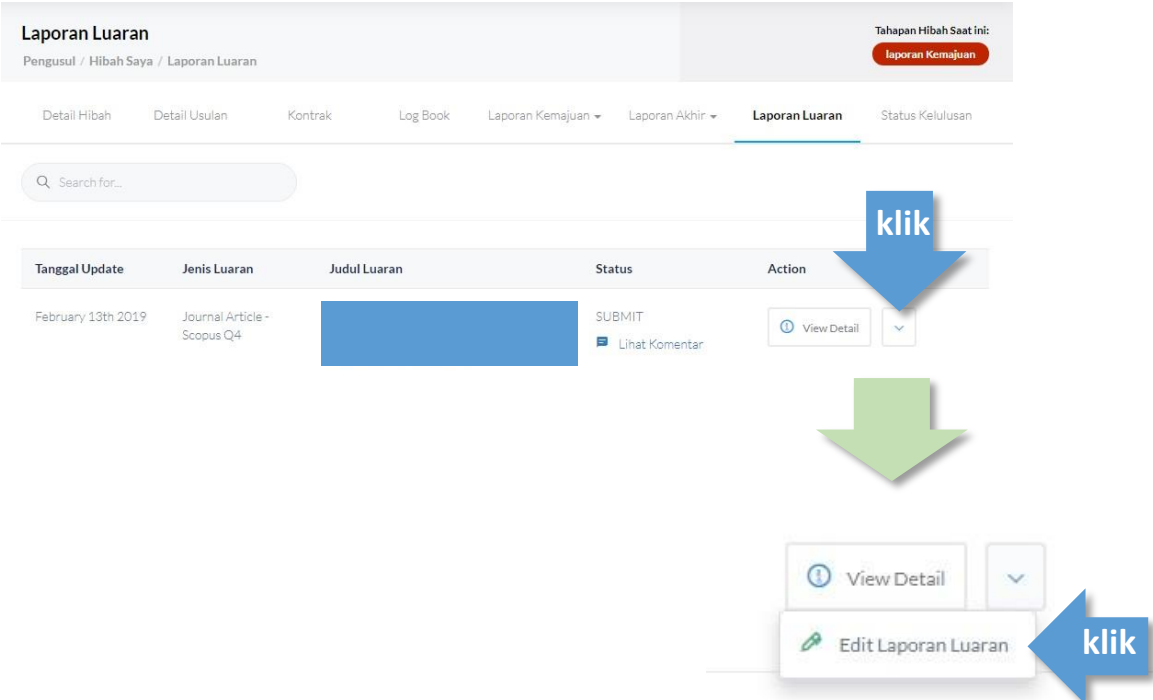 Laporan Luaran
Tahapan Hibah Saat ini:
Pengusul / Hibah Saya / Laporan Luaran
laporan Kemajuan
Detail Hibah Detail Usulan Kontrak Log Book Laporan Kemajuan Laporan Akhir Laporan Luaran Status Kelulusan
Search for...
klik
Tanggal Update Jenis Luaran Judul Luaran Status Action
February 13th 2019 Journal Article - SUBMIT View Detail
Scopus Q4
Lihat Komentar
View Detail
Edit Laporan Luaran
klik